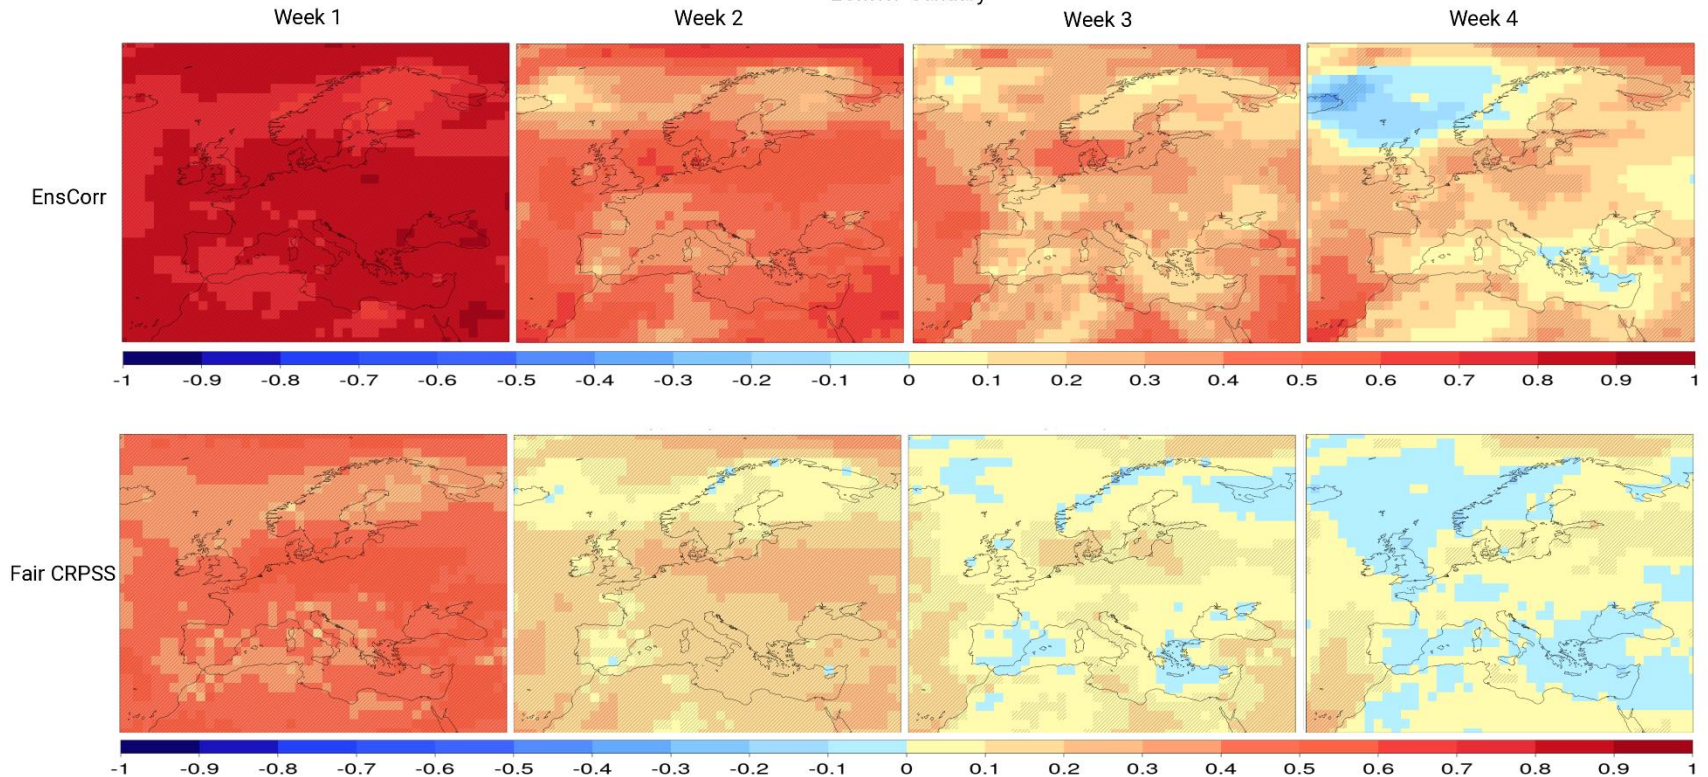 Week 1
Week 2
Week 3
Week 4
EnsCorr
-1 -0.9 -0.8 -0.7 -0.6 -0.5 -0.4 -0.3 -0.2 -0.1 0 0.1 0.2 0.3 0.4 0.5 0.6 0.7 0.8 0.9 1
Fair CRPSS
-1 -0.9 -0.8 -0.7 -0.6 -0.5 -0.4 -0.3 -0.2 -0.1 0 0.1 0.2 0.3 0.4 0.5 0.6 0.7 0.8 0.9 1